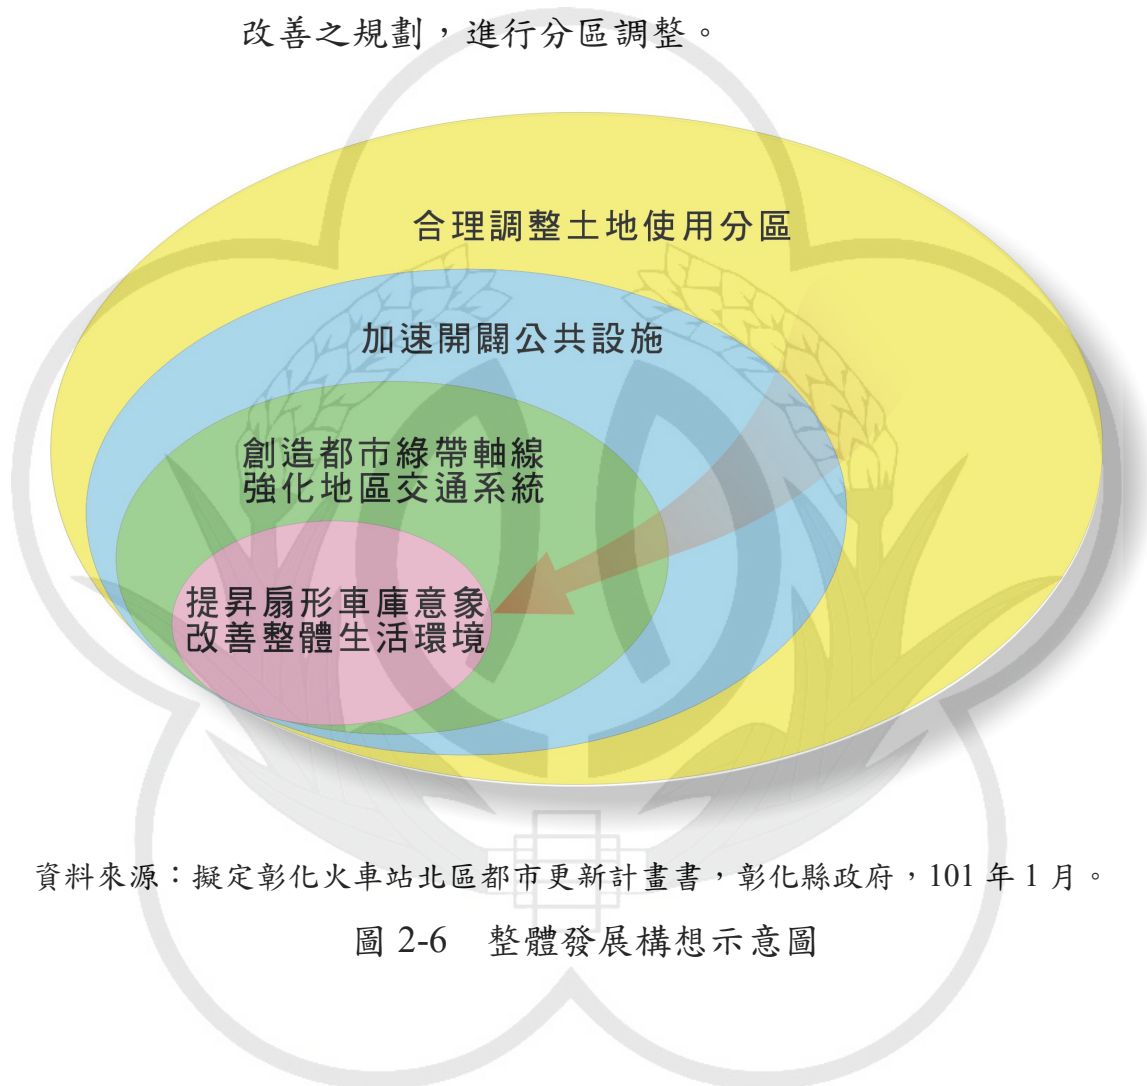 改善之規劃，進行分區調整。
合理調整土地使用分區
加速開闢公共設施
創造都市綠帶軸線
強化地區交通系統
提昇扇形車庫意象
改善整體生活環境
資料來源：擬定彰化火車站北區都市更新計畫書，彰化縣政府，101 年 1 月。
圖 2-6　整體發展構想示意圖